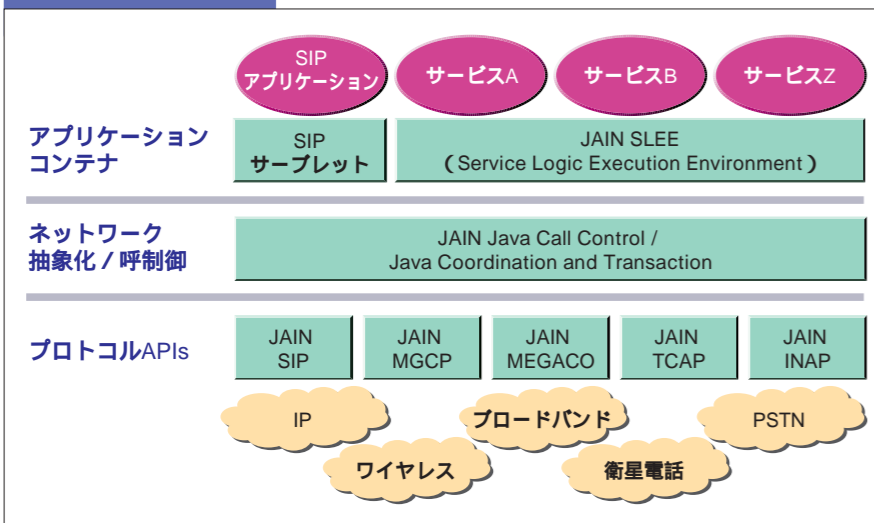 SIP
アプリケーション
サービスA
サービスB
サービスZ
アプリケーション
コンテナ
SIP
サーブレット
JAIN SLEE
（Service Logic Execution Environment）
ネットワーク
抽象化 / 呼制御
JAIN Java Call Control /
Java Coordination and Transaction
プロトコルAPIs
JAIN
SIP
JAIN
MGCP
JAIN
MEGACO
JAIN
TCAP
JAIN
INAP
IP
ブロードバンド
PSTN
ワイヤレス
衛星電話